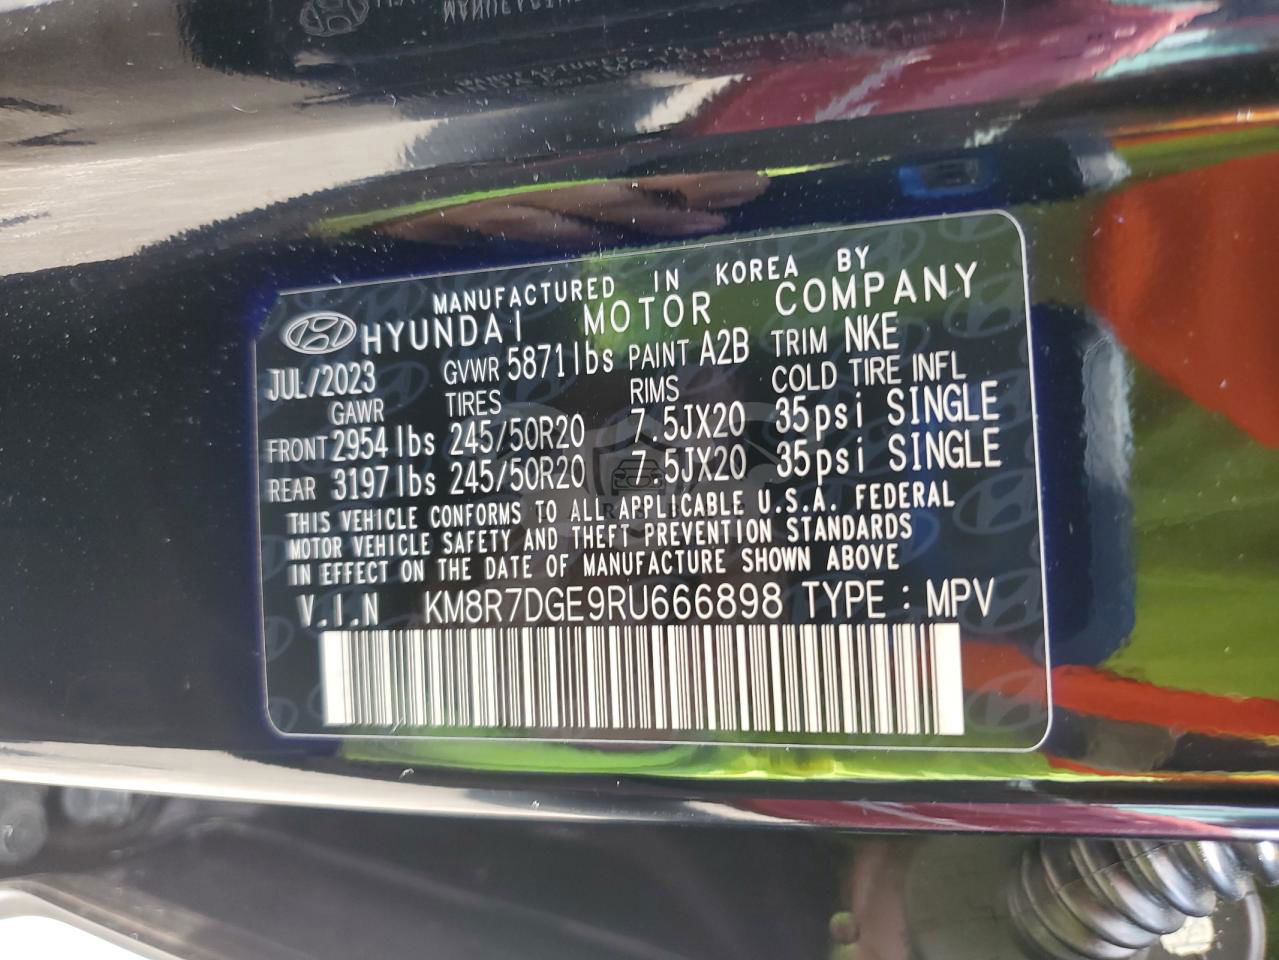 MANUFACTURED IN KOREA BY
HYUNDAI MOTOR COMPANY
JUL/2023 GVWR 5871lbs PAINT A2B TRIM NKE
GAWR TIRES RIMS COLD TIRE INFL
FRONT 2954lbs 245/50R20 7.5JX20 35psi SINGLE
REAR 3197lbs 245/50R20 7.5JX20 35psi SINGLE
THIS VEHICLE CONFORMS TO ALL APPLICABLE U.S.A. FEDERAL
MOTOR VEHICLE SAFETY AND THEFT PREVENTION STANDARDS
IN EFFECT ON THE DATE OF MANUFACTURE SHOWN ABOVE
V.I.N KM8R7DGE9RU666898 TYPE : MPV